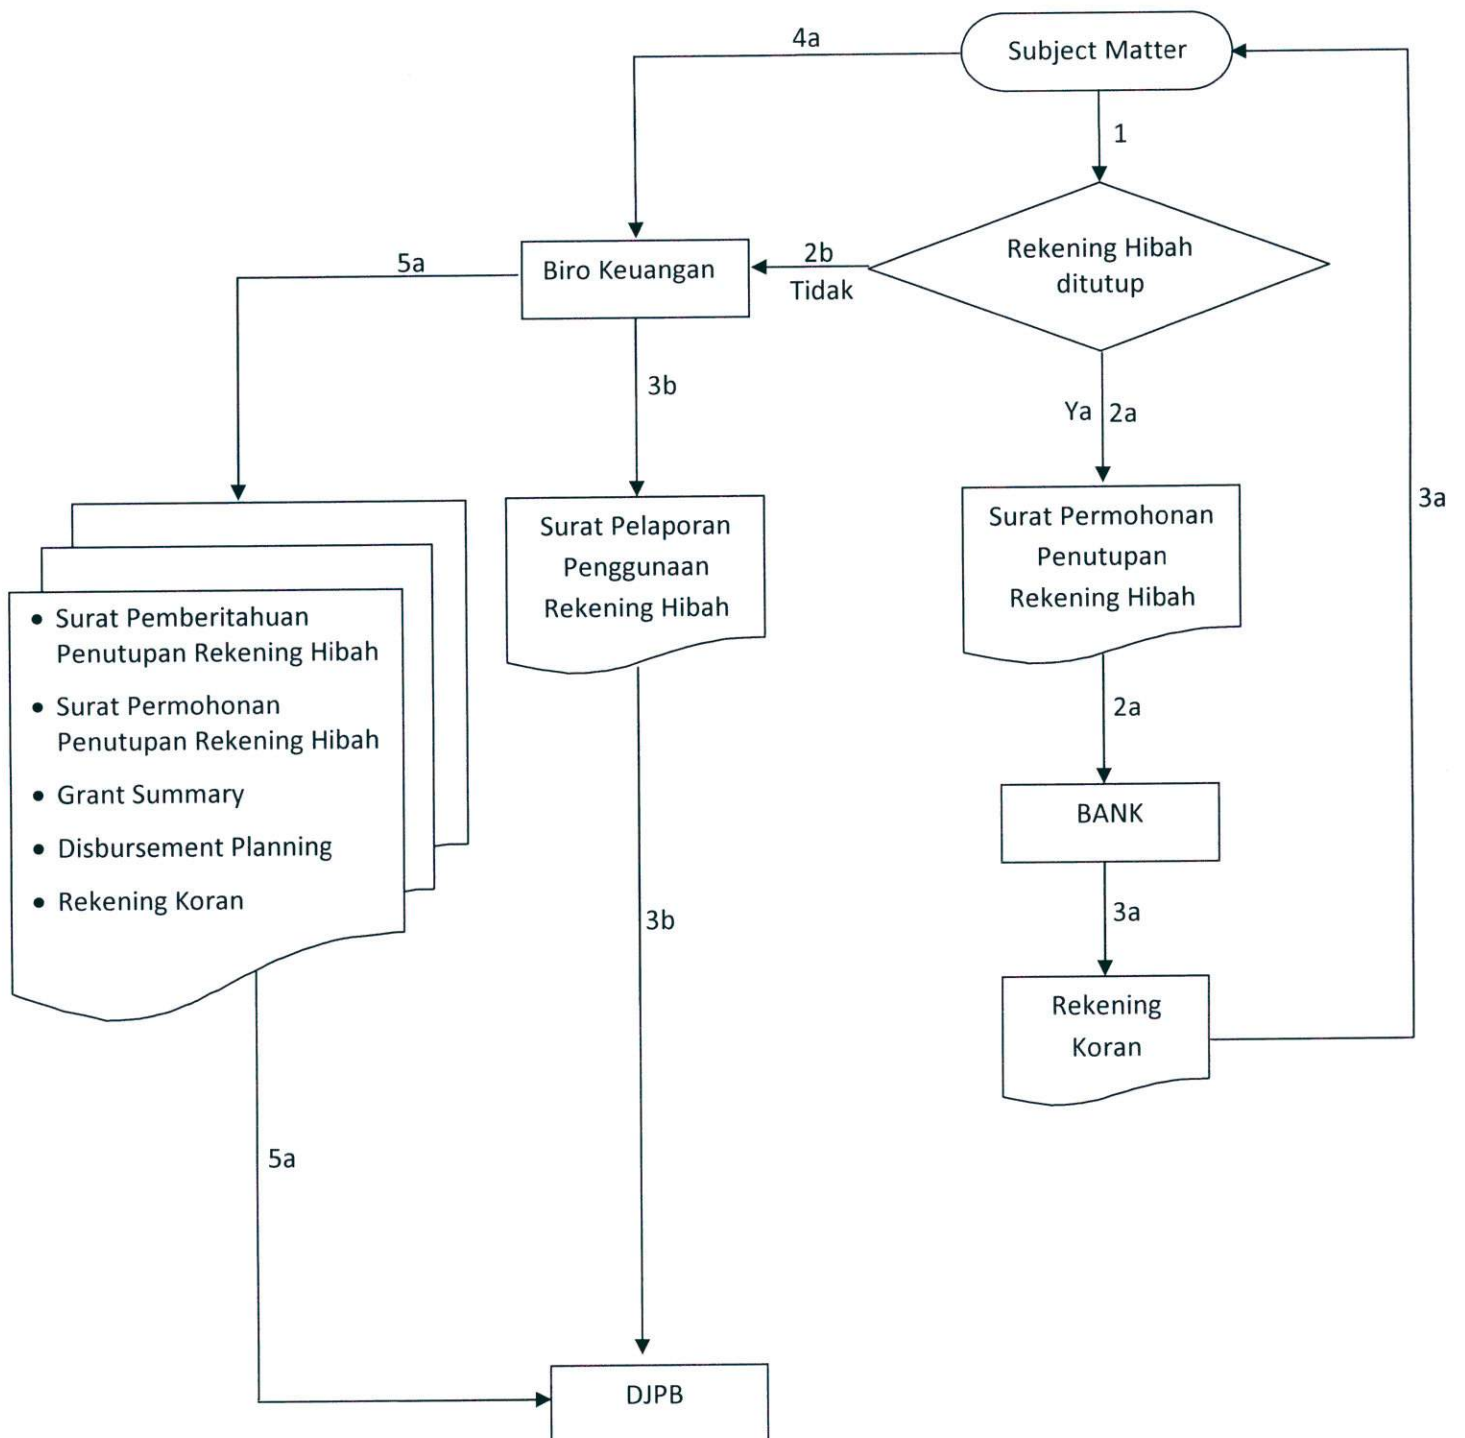 4a
Subject Matter
1
Rekening Hibah
ditutup
2b
Tidak
Biro Keuangan
5a
3b
Ya 2a
3a
Surat Permohonan
Penutupan
Rekening Hibah
Surat Pelaporan
Penggunaan
Rekening Hibah
• Surat Pemberitahuan
Penutupan Rekening Hibah
• Surat Permohonan
Penutupan Rekening Hibah
• Grant Summary
• Disbursement Planning
• Rekening Koran
2a
BANK
3a
3b
Rekening
Koran
5a
DJPB